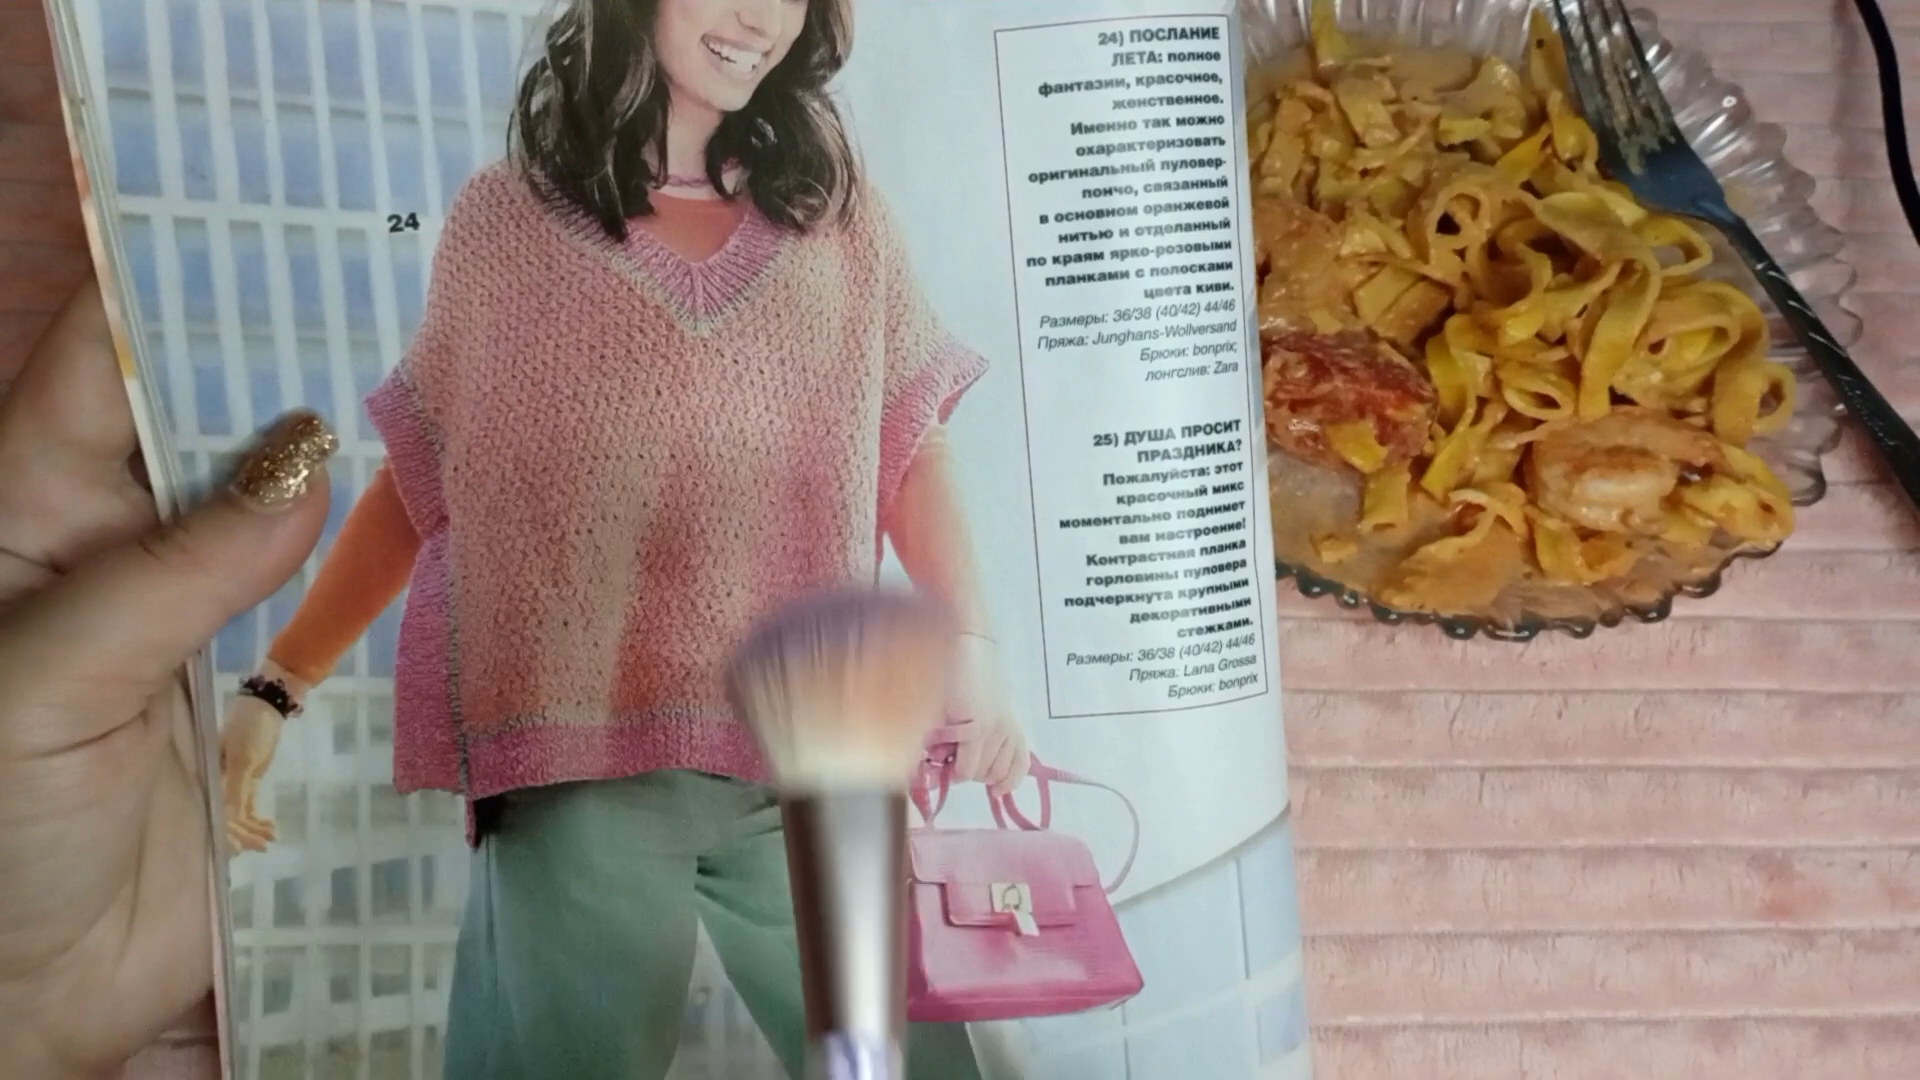 24
24) ПОСЛАНИЕ
ЛЕТА: полное
фантазии, красочное,
женственное.
Именно так можно
охарактеризовать
оригинальный пуловер-
пончо, связанный
в основном оранжевой
нитью и отделанный
по краям ярко-розовыми
планками с полосками
цвета киви.
Размеры: 36/38 (40/42) 44/46
Пряжа: Junghans-Wollversand
Брюки: bonprix;
лонгслив: Zara
25) ДУША ПРОСИТ
ПРАЗДНИКА?
Пожалуйста: этот
красочный микс
моментально поднимет
вам настроение!
Контрастная планка
горловины пуловера
подчеркнута крупными
декоративными
стежками.
Размеры: 36/38 (40/42) 44/46
Пряжа: Lana Grossa
Брюки: bonprix